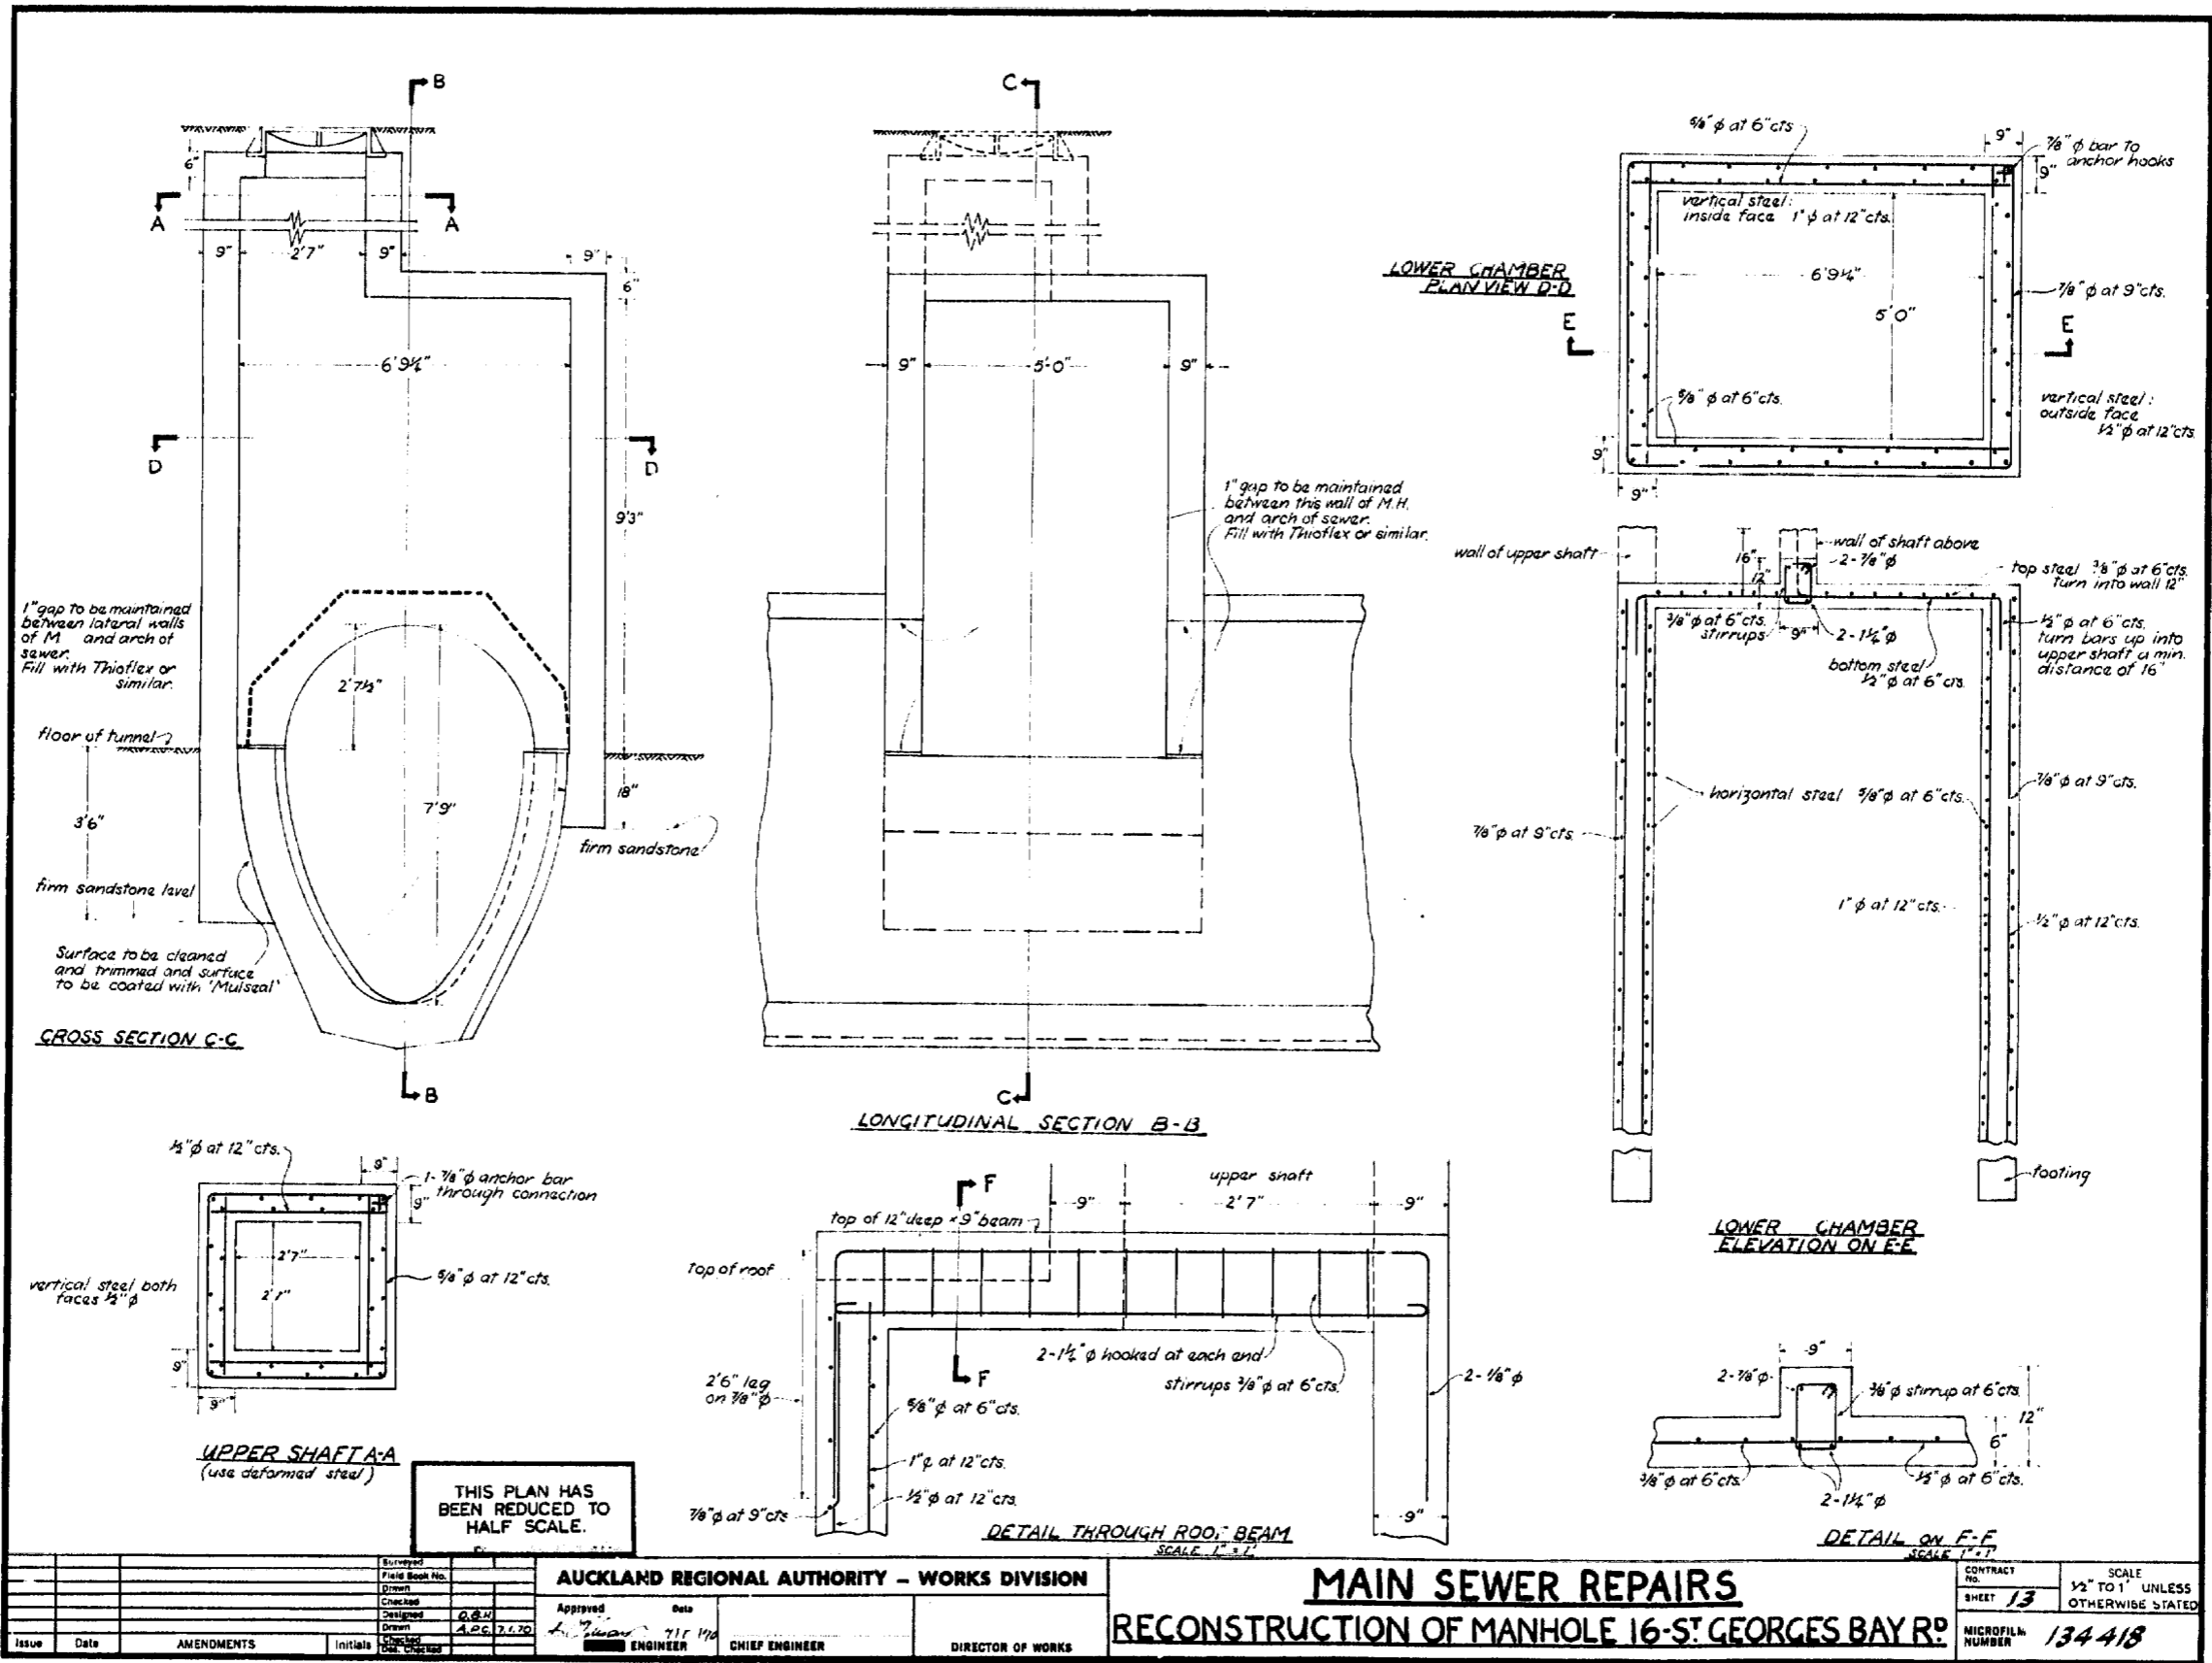 B
6"
A
A
9"
2'7"
9"
9"
6"
6'9¼"
D
D
9'3"
1" gap to be maintained
between lateral walls
of M and arch of
sewer.
Fill with Thioflex or
similar.
2'7½"
floor of tunnel
7'9"
18"
3'6"
firm sandstone
firm sandstone level
Surface to be cleaned
and trimmed and surface
to be coated with 'Mulseal'
CROSS SECTION C-C
B
C
9"
5'-0"
9"
1" gap to be maintained
between this wall of M.H.
and arch of sewer.
Fill with Thioflex or similar.
C
LONGITUDINAL SECTION B-B
5/8" φ at 6" cts
9"
7/8" φ bar to
anchor hooks
9"
vertical steel:
inside face 1" φ at 12" cts.
LOWER CHAMBER
PLAN VIEW D-D
6'9¼"
7/8" φ at 9" cts.
5'0"
E
E
5/8" φ at 6" cts.
vertical steel:
outside face
½" φ at 12" cts.
9"
9"
wall of upper shaft
16"
12"
wall of shaft above
2-7/8" φ
top steel 3/8" φ at 6" cts.
turn into wall 12"
3/8" φ at 6" cts.
stirrups
9"
2-1¼" φ
½" φ at 6" cts.
turn bars up into
upper shaft a min.
distance of 16"
bottom steel
½" φ at 6" cts.
horizontal steel 5/8" φ at 6" cts.
7/8" φ at 9" cts.
7/8" φ at 9" cts.
1" φ at 12" cts.
½" φ at 12" cts.
footing
LOWER CHAMBER
ELEVATION ON E-E
½" φ at 12" cts.
9"
1-7/8" φ anchor bar
through connection
9"
2'7"
5/8" φ at 12" cts.
vertical steel both
faces ½" φ
2'7"
9"
9"
UPPER SHAFT A-A
(use deformed steel)
THIS PLAN HAS
BEEN REDUCED TO
HALF SCALE.
F
upper shaft
9"
2'7"
9"
top of 12" deep × 9" beam
top of roof
2-1¼" φ hooked at each end
F
stirrups 3/8" φ at 6" cts.
2-1/8" φ
2'6" leg
on 7/8" φ
5/8" φ at 6" cts.
1" φ at 12" cts.
½" φ at 12" cts.
7/8" φ at 9" cts
9"
DETAIL THROUGH ROOF BEAM
SCALE 1" = 1'
9"
2-7/8" φ
3/8" φ stirrup at 6" cts.
12"
6"
3/8" φ at 6" cts.
½" φ at 6" cts.
2-1¼" φ
DETAIL ON F-F
SCALE 1" = 1'
Surveyed
Field Book No.
Drawn
Checked
Designed
Drawn A.P.C. 7.1.70
Checked
Des. Checked
Issue Date AMENDMENTS Initials
AUCKLAND REGIONAL AUTHORITY – WORKS DIVISION
Approved Date
ENGINEER
CHIEF ENGINEER
DIRECTOR OF WORKS
MAIN SEWER REPAIRS
RECONSTRUCTION OF MANHOLE 16-ST GEORGES BAY RD
CONTRACT No.
SHEET 13
SCALE
½" TO 1' UNLESS
OTHERWISE STATED
MICROFILM
NUMBER 134418